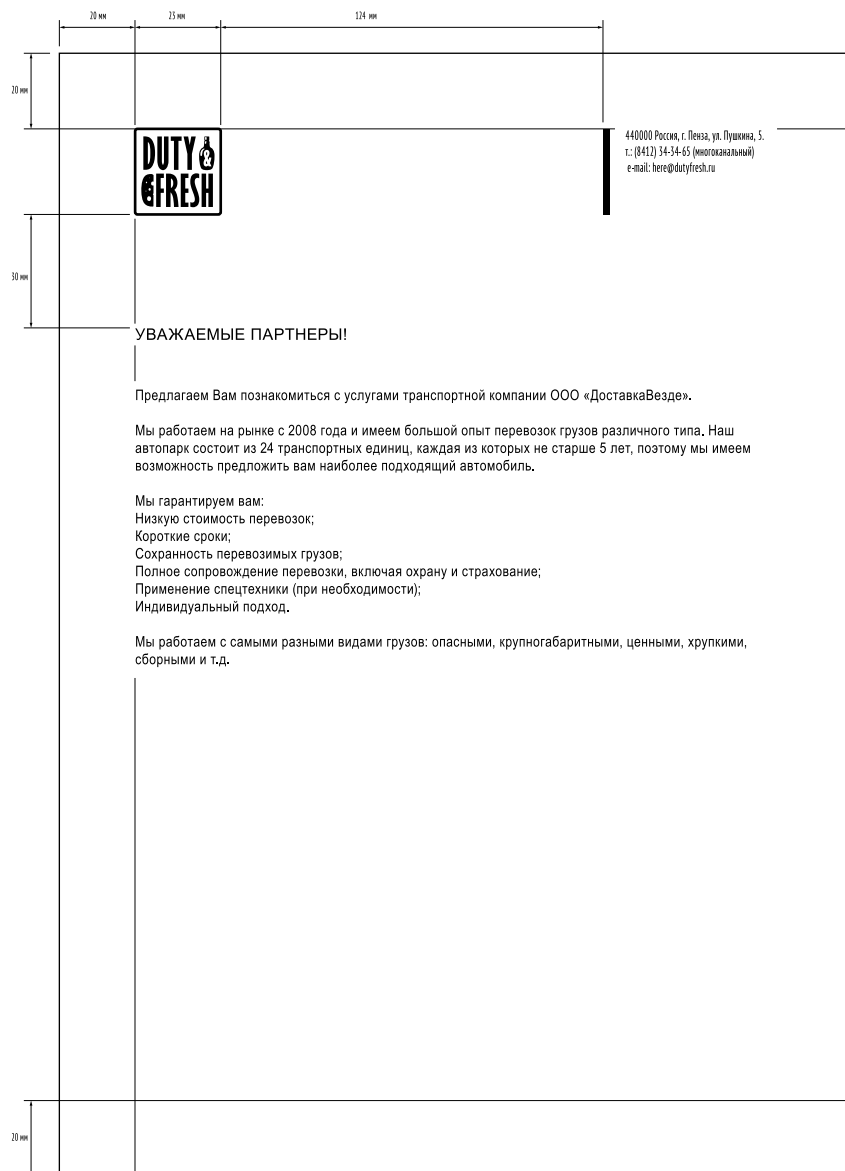 20 мм
23 мм
124 мм
20 мм
DUTY &
FRESH
440000 Россия, г. Пенза, ул. Пушкина, 5.
т.: (8412) 34-34-65 (многоканальный)
e-mail: here@dutyfresh.ru
30 мм
УВАЖАЕМЫЕ ПАРТНЕРЫ!
Предлагаем Вам познакомиться с услугами транспортной компании ООО «ДоставкаВезде».
Мы работаем на рынке с 2008 года и имеем большой опыт перевозок грузов различного типа. Наш
автопарк состоит из 24 транспортных единиц, каждая из которых не старше 5 лет, поэтому мы имеем
возможность предложить вам наиболее подходящий автомобиль.
Мы гарантируем вам:
Низкую стоимость перевозок;
Короткие сроки;
Сохранность перевозимых грузов;
Полное сопровождение перевозки, включая охрану и страхование;
Применение спецтехники (при необходимости);
Индивидуальный подход.
Мы работаем с самыми разными видами грузов: опасными, крупногабаритными, ценными, хрупкими,
сборными и т.д.
20 мм